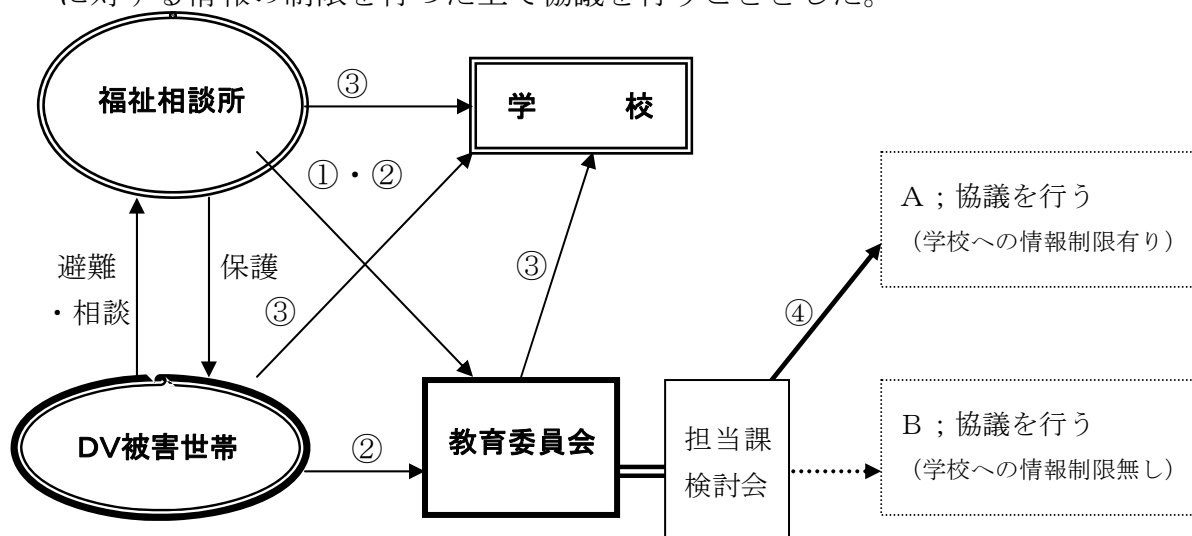 に対する情報の制限を行った上で協議を行うこととした。
福祉相談所
③
学　　校
①・②
A；協議を行う
（学校への情報制限有り）
避難
・相談
保護
③
③
④
DV被害世帯
②
教育委員会
担当課
検討会
B；協議を行う
（学校への情報制限無し）